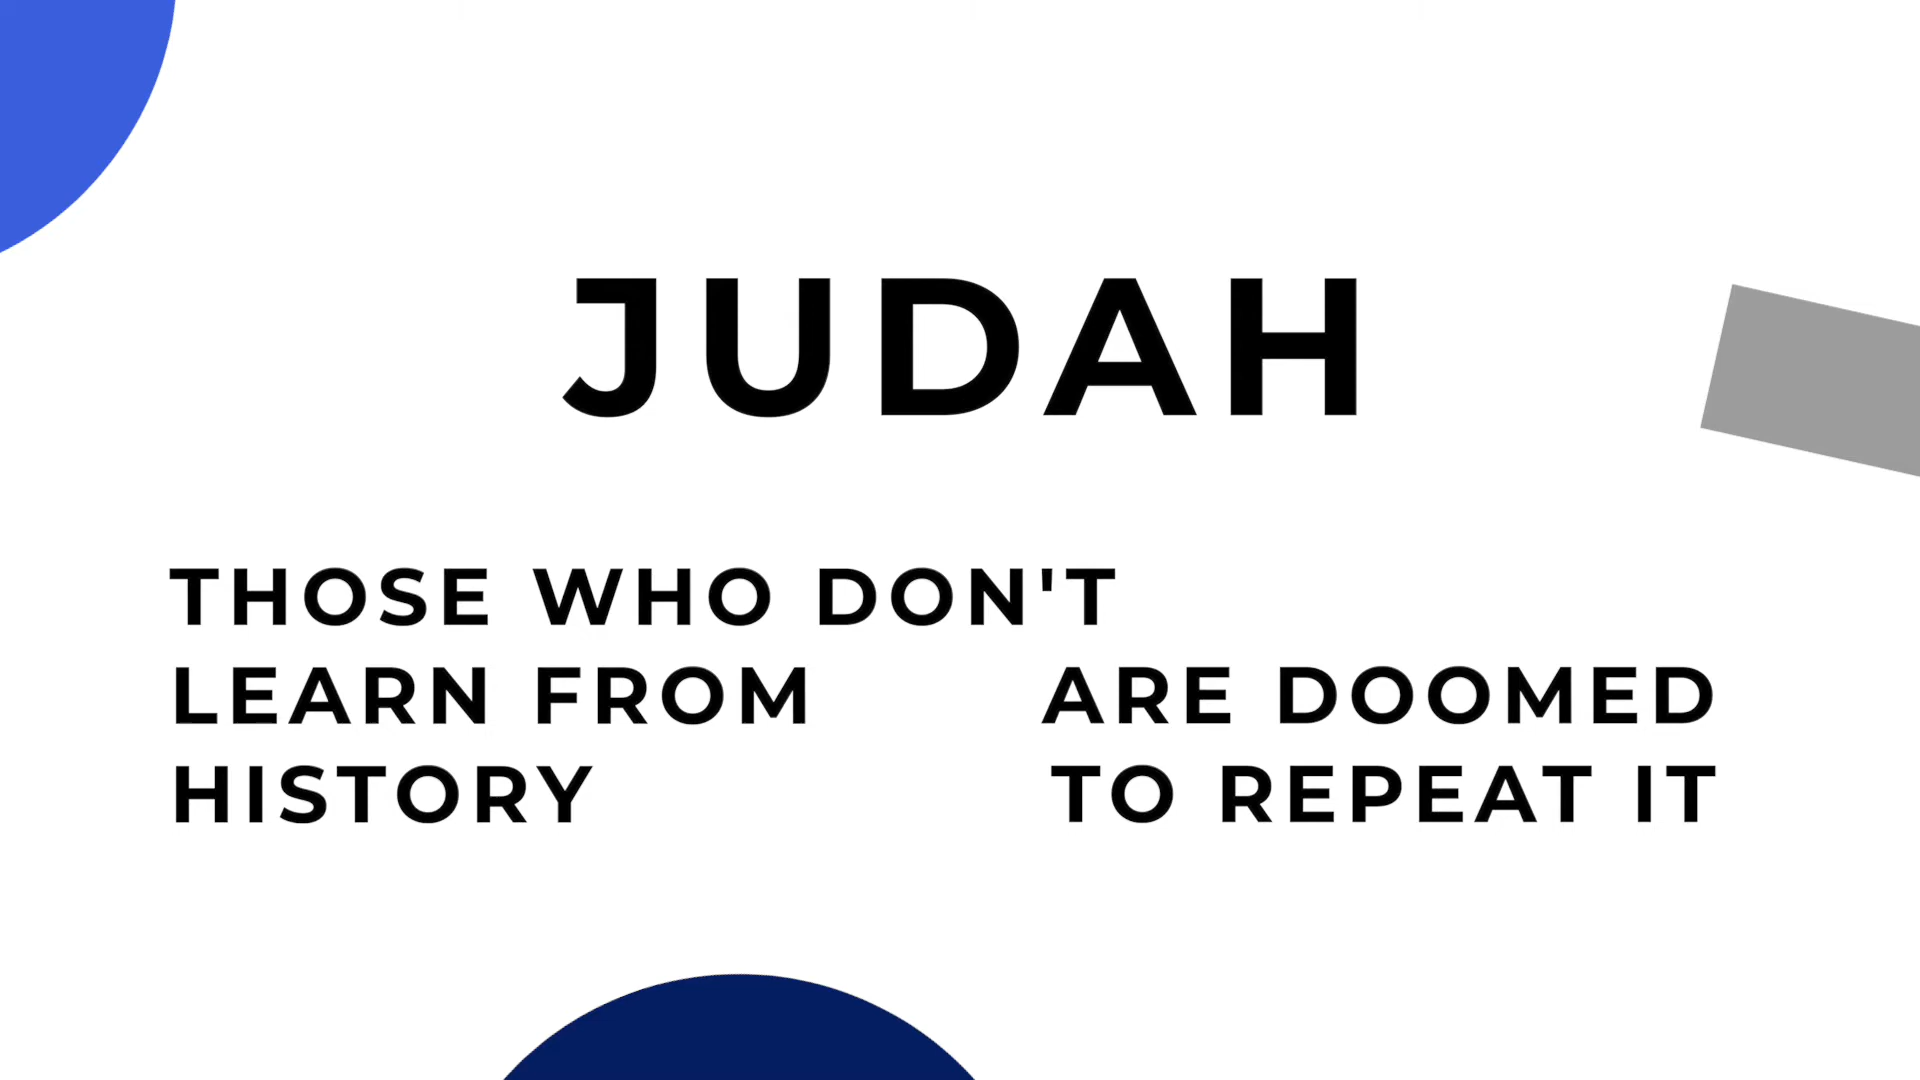 JUDAH
THOSE WHO DON'T
LEARN FROM
HISTORY
ARE DOOMED
TO REPEAT IT